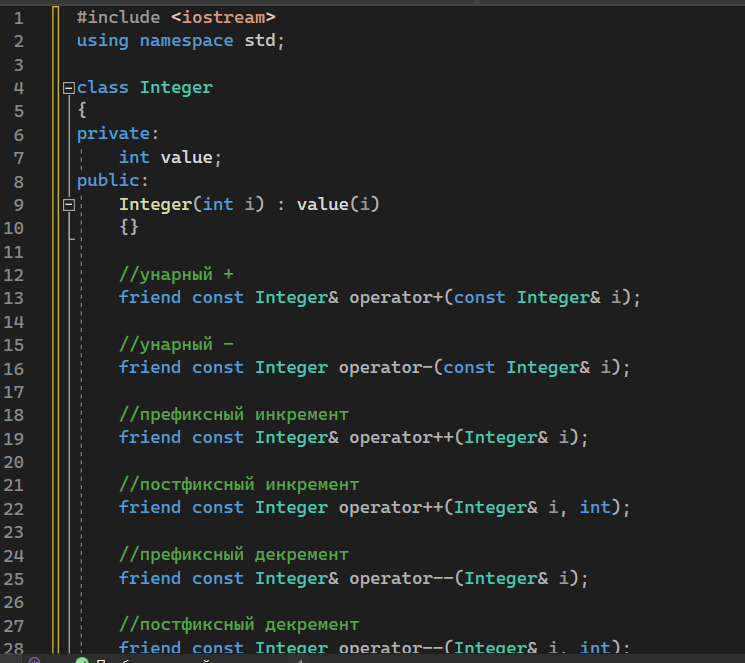 1 #include <iostream>
2 using namespace std;
3
4 class Integer
5 {
6 private:
7 int value;
8 public:
9 Integer(int i) : value(i)
10 {}
11
12 //унарный +
13 friend const Integer& operator+(const Integer& i);
14
15 //унарный −
16 friend const Integer operator−(const Integer& i);
17
18 //префиксный инкремент
19 friend const Integer& operator++(Integer& i);
20
21 //постфиксный инкремент
22 friend const Integer operator++(Integer& i, int);
23
24 //префиксный декремент
25 friend const Integer& operator--(Integer& i);
26
27 //постфиксный декремент
28 friend const Integer operator--(Integer& i, int);